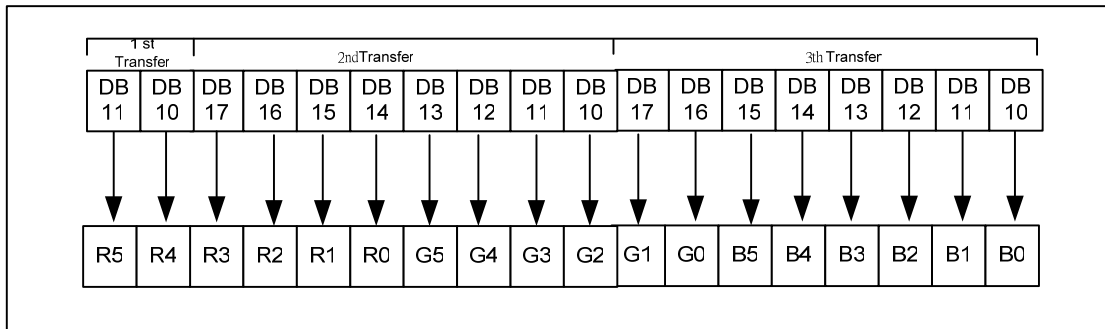 1 st
Transfer
2nd Transfer
3th Transfer
DB 11 DB 10 DB 17 DB 16 DB 15 DB 14 DB 13 DB 12 DB 11 DB 10 DB 17 DB 16 DB 15 DB 14 DB 13 DB 12 DB 11 DB 10
R5 R4 R3 R2 R1 R0 G5 G4 G3 G2 G1 G0 B5 B4 B3 B2 B1 B0